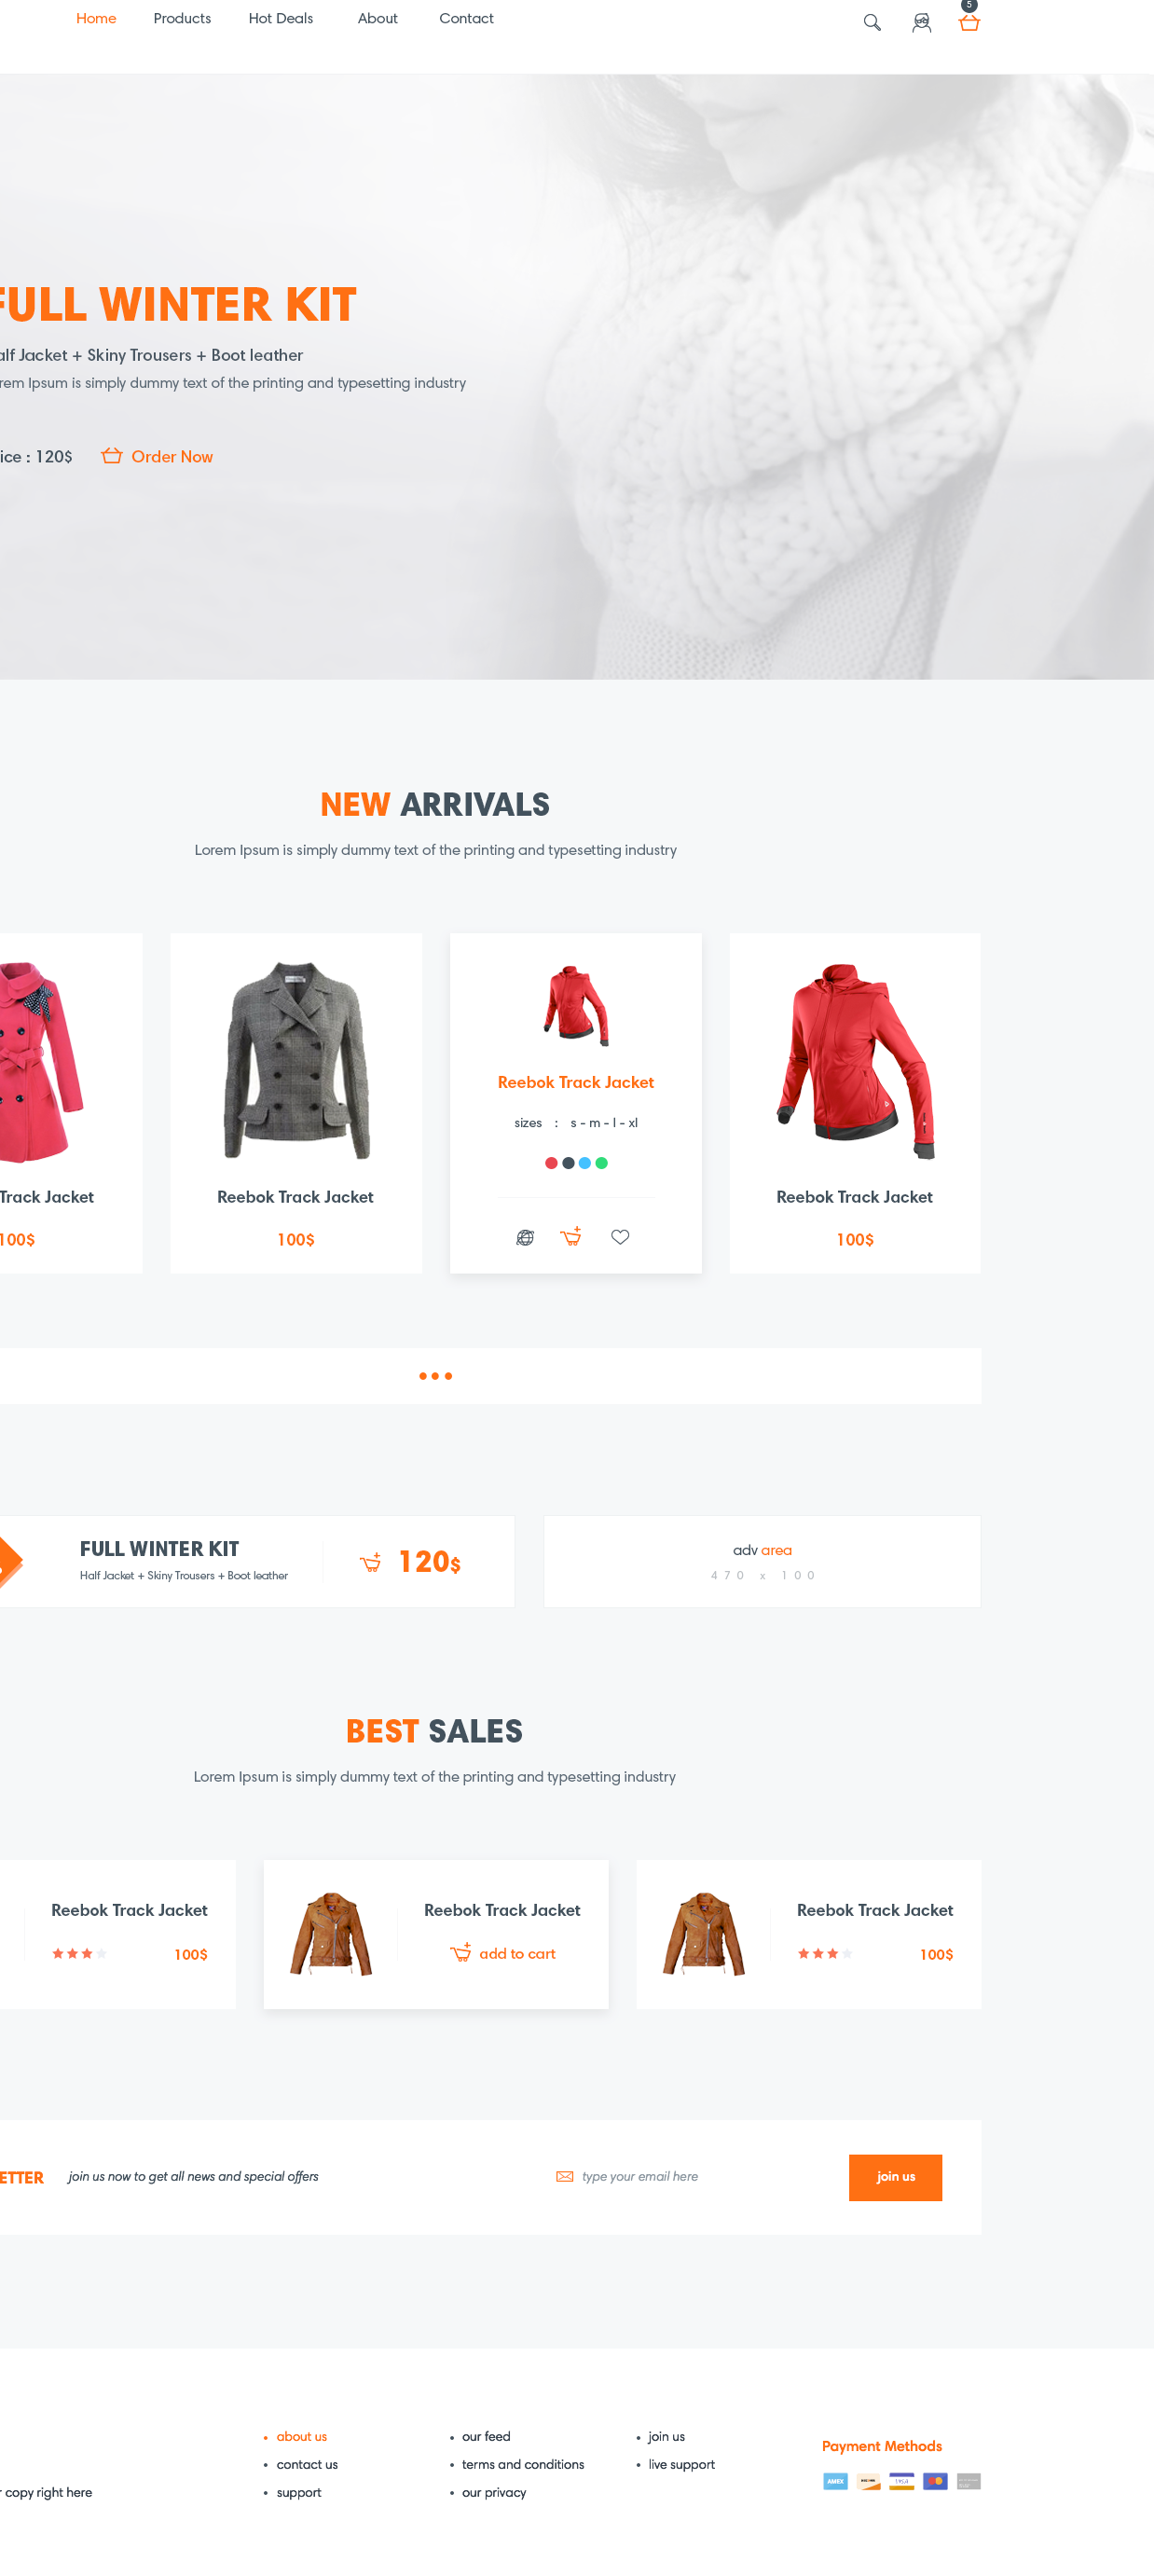 5
Home Products Hot Deals About Contact
FULL WINTER KIT
alf Jacket + Skiny Trousers + Boot leather
rem Ipsum is simply dummy text of the printing and typesetting industry
ice : 120$ Order Now
NEW ARRIVALS
Lorem Ipsum is simply dummy text of the printing and typesetting industry
Track Jacket
100$
Reebok Track Jacket
100$
Reebok Track Jacket
sizes : s - m - l - xl
Reebok Track Jacket
100$
FULL WINTER KIT
Half Jacket + Skiny Trousers + Boot leather
120$
adv area
470 x 100
BEST SALES
Lorem Ipsum is simply dummy text of the printing and typesetting industry
Reebok Track Jacket
100$
Reebok Track Jacket
add to cart
Reebok Track Jacket
100$
ETTER join us now to get all news and special offers type your email here join us
r copy right here
about us
contact us
support
our feed
terms and conditions
our privacy
join us
live support
Payment Methods
AMEX
VISA